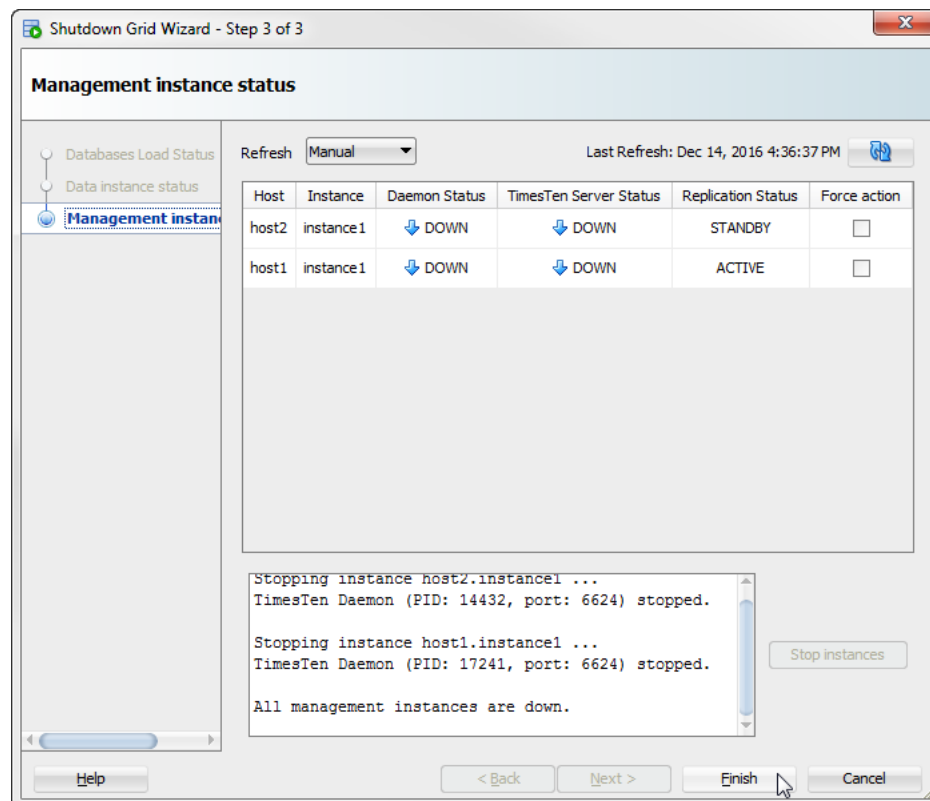 Shutdown Grid Wizard - Step 3 of 3
Management instance status
Databases Load Status
Data instance status
Management instan
Refresh Manual Last Refresh: Dec 14, 2016 4:36:37 PM
Host Instance Daemon Status TimesTen Server Status Replication Status Force action
host2 instance1 DOWN DOWN STANDBY
host1 instance1 DOWN DOWN ACTIVE
Stopping instance host2.instance1 ...
TimesTen Daemon (PID: 14432, port: 6624) stopped.
Stopping instance host1.instance1 ...
TimesTen Daemon (PID: 17241, port: 6624) stopped.
All management instances are down.
Stop instances
Help < Back Next > Finish Cancel